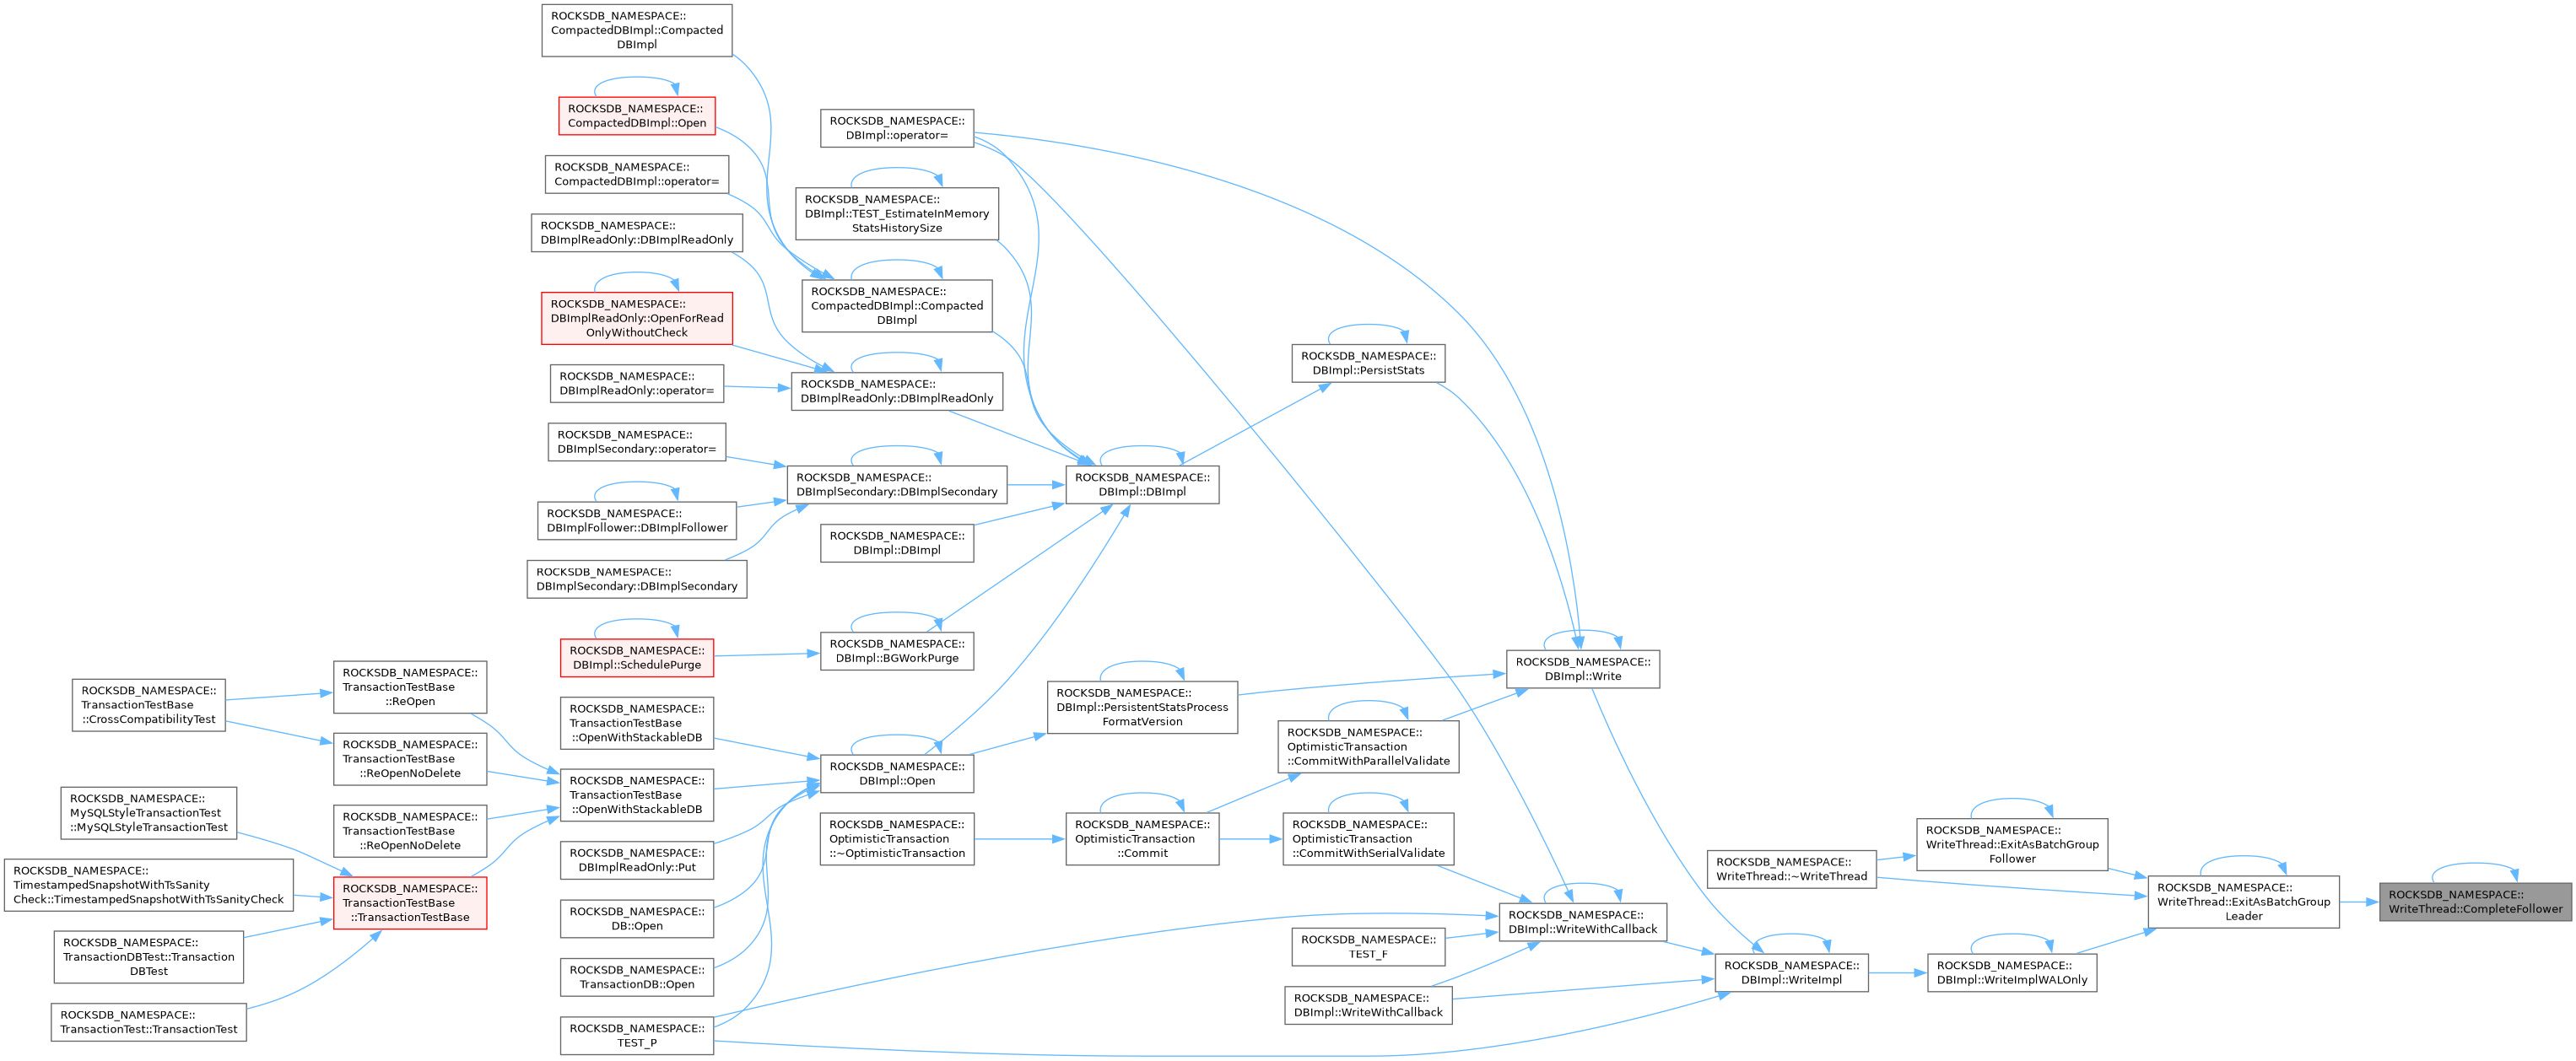 ROCKSDB_NAMESPACE::
CompactedDBImpl::Compacted
DBImpl
ROCKSDB_NAMESPACE::
CompactedDBImpl::Open
ROCKSDB_NAMESPACE::
CompactedDBImpl::operator=
ROCKSDB_NAMESPACE::
DBImplReadOnly::DBImplReadOnly
ROCKSDB_NAMESPACE::
DBImplReadOnly::OpenForRead
OnlyWithoutCheck
ROCKSDB_NAMESPACE::
DBImplReadOnly::operator=
ROCKSDB_NAMESPACE::
DBImplSecondary::operator=
ROCKSDB_NAMESPACE::
DBImplFollower::DBImplFollower
ROCKSDB_NAMESPACE::
DBImplSecondary::DBImplSecondary
ROCKSDB_NAMESPACE::
DBImpl::SchedulePurge
ROCKSDB_NAMESPACE::
TransactionTestBase
::OpenWithStackableDB
ROCKSDB_NAMESPACE::
TransactionTestBase
::OpenWithStackableDB
ROCKSDB_NAMESPACE::
DBImplReadOnly::Put
ROCKSDB_NAMESPACE::
DB::Open
ROCKSDB_NAMESPACE::
TransactionDB::Open
ROCKSDB_NAMESPACE::
TEST_P
ROCKSDB_NAMESPACE::
TransactionTestBase
::ReOpen
ROCKSDB_NAMESPACE::
TransactionTestBase
::ReOpenNoDelete
ROCKSDB_NAMESPACE::
TransactionTestBase
::ReOpenNoDelete
ROCKSDB_NAMESPACE::
TransactionTestBase
::TransactionTestBase
ROCKSDB_NAMESPACE::
TransactionTestBase
::CrossCompatibilityTest
ROCKSDB_NAMESPACE::
MySQLStyleTransactionTest
::MySQLStyleTransactionTest
ROCKSDB_NAMESPACE::
TimestampedSnapshotWithTsSanity
Check::TimestampedSnapshotWithTsSanityCheck
ROCKSDB_NAMESPACE::
TransactionDBTest::Transaction
DBTest
ROCKSDB_NAMESPACE::
TransactionTest::TransactionTest
ROCKSDB_NAMESPACE::
DBImpl::operator=
ROCKSDB_NAMESPACE::
DBImpl::TEST_EstimateInMemory
StatsHistorySize
ROCKSDB_NAMESPACE::
CompactedDBImpl::Compacted
DBImpl
ROCKSDB_NAMESPACE::
DBImplReadOnly::DBImplReadOnly
ROCKSDB_NAMESPACE::
DBImplSecondary::DBImplSecondary
ROCKSDB_NAMESPACE::
DBImpl::DBImpl
ROCKSDB_NAMESPACE::
DBImpl::BGWorkPurge
ROCKSDB_NAMESPACE::
DBImpl::Open
ROCKSDB_NAMESPACE::
OptimisticTransaction
::~OptimisticTransaction
ROCKSDB_NAMESPACE::
DBImpl::DBImpl
ROCKSDB_NAMESPACE::
DBImpl::PersistentStatsProcess
FormatVersion
ROCKSDB_NAMESPACE::
OptimisticTransaction
::Commit
ROCKSDB_NAMESPACE::
DBImpl::PersistStats
ROCKSDB_NAMESPACE::
OptimisticTransaction
::CommitWithParallelValidate
ROCKSDB_NAMESPACE::
OptimisticTransaction
::CommitWithSerialValidate
ROCKSDB_NAMESPACE::
TEST_F
ROCKSDB_NAMESPACE::
DBImpl::WriteWithCallback
ROCKSDB_NAMESPACE::
DBImpl::Write
ROCKSDB_NAMESPACE::
DBImpl::WriteWithCallback
ROCKSDB_NAMESPACE::
WriteThread::~WriteThread
ROCKSDB_NAMESPACE::
DBImpl::WriteImpl
ROCKSDB_NAMESPACE::
WriteThread::ExitAsBatchGroup
Follower
ROCKSDB_NAMESPACE::
DBImpl::WriteImplWALOnly
ROCKSDB_NAMESPACE::
WriteThread::ExitAsBatchGroup
Leader
ROCKSDB_NAMESPACE::
WriteThread::CompleteFollower